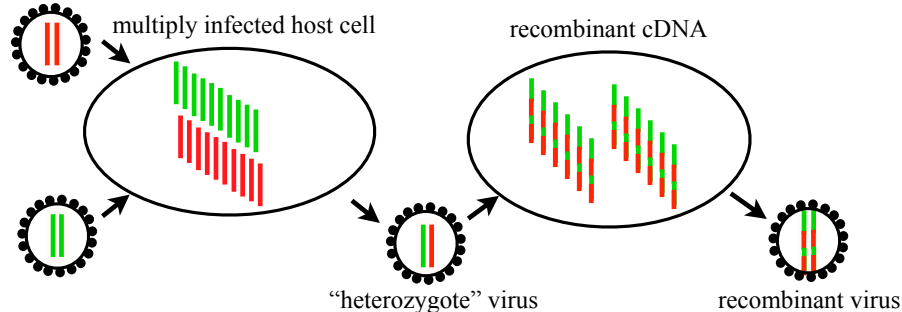 multiply infected host cell
recombinant cDNA
“heterozygote” virus
recombinant virus